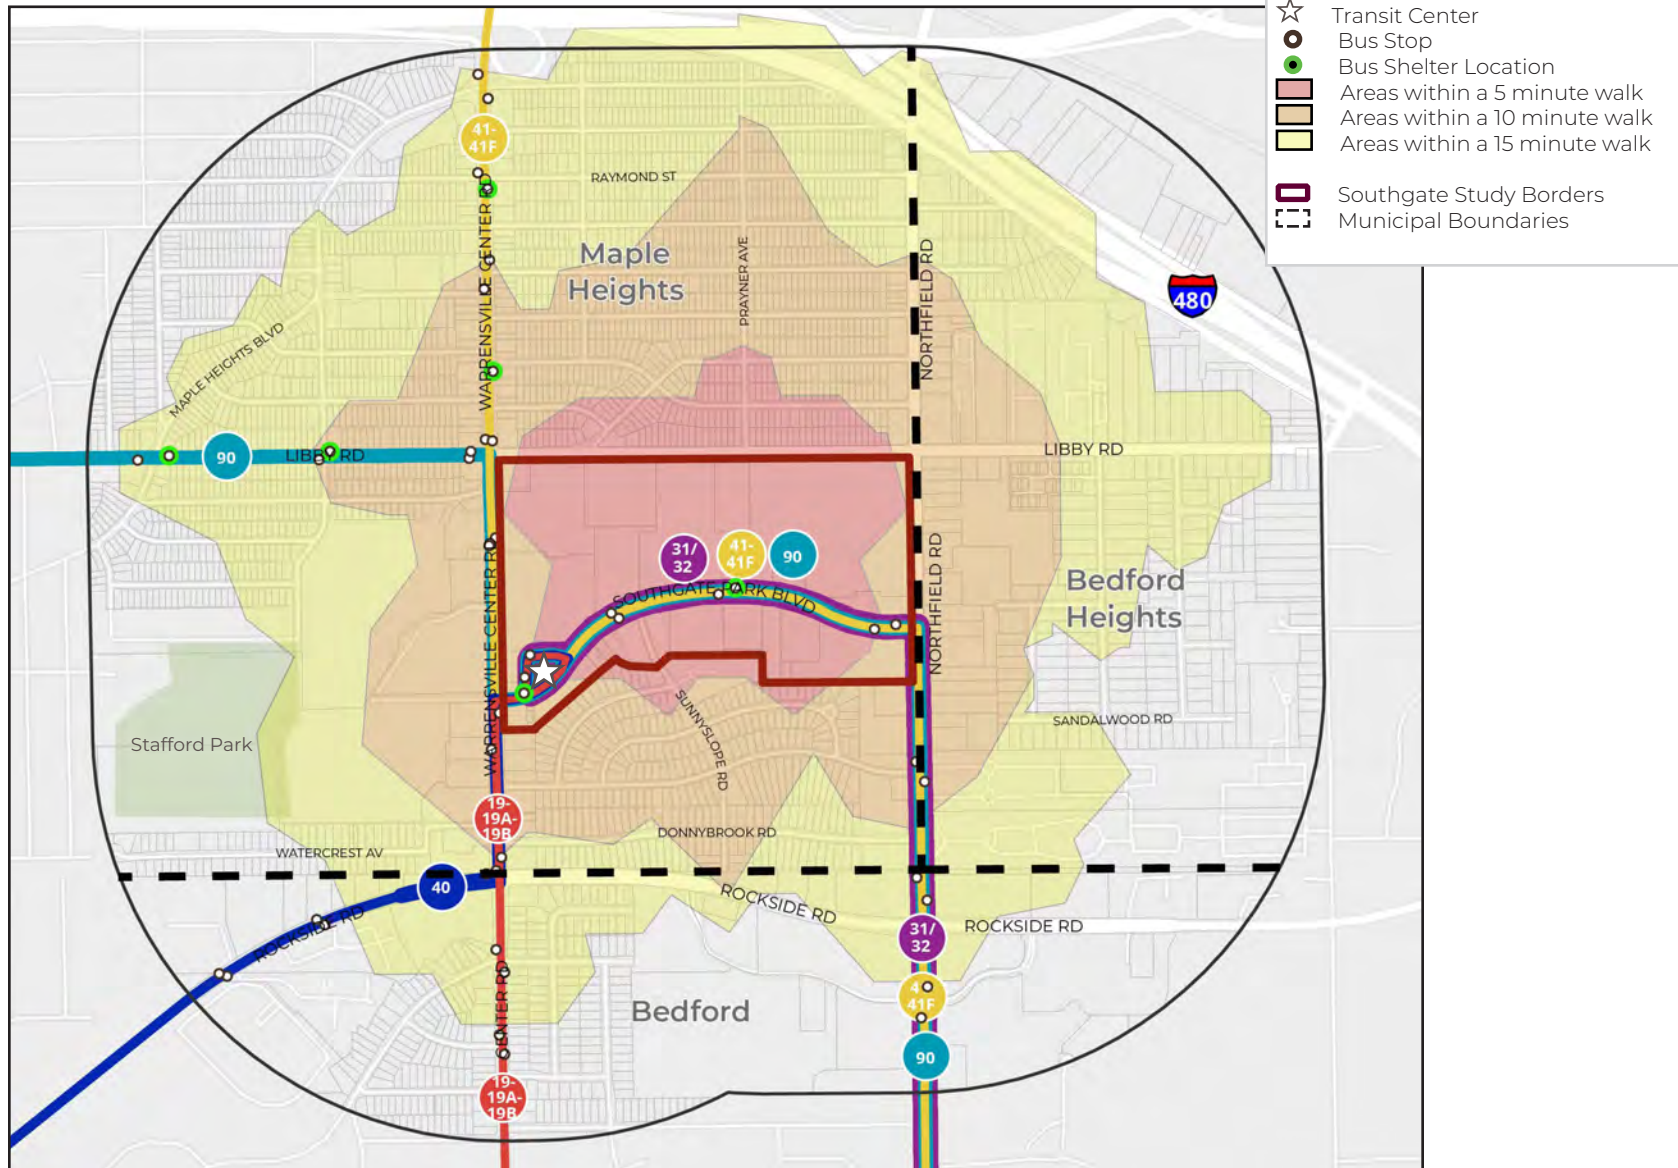 Transit Center
Bus Stop
Bus Shelter Location
Areas within a 5 minute walk
Areas within a 10 minute walk
Areas within a 15 minute walk
Southgate Study Borders
Municipal Boundaries
41-
41F
RAYMOND ST
WARRENSVILLE CENTER RD
Maple
Heights
PRAYNER AVE
NORTHFIELD RD
480
MAPLE HEIGHTS BLVD
90
LIBBY RD
LIBBY RD
31/
32
41-
41F
90
SOUTHGATE PARK BLVD
NORTHFIELD RD
Bedford
Heights
WARRENSVILLE CENTER RD
SUNNYSLOPE RD
SANDALWOOD RD
Stafford Park
19-
19A-
19B
DONNYBROOK RD
WATERCREST AV
40
ROCKSIDE RD
ROCKSIDE RD
ROCKSIDE RD
31/
32
41F
CENTER RD
Bedford
90
19-
19A-
19B